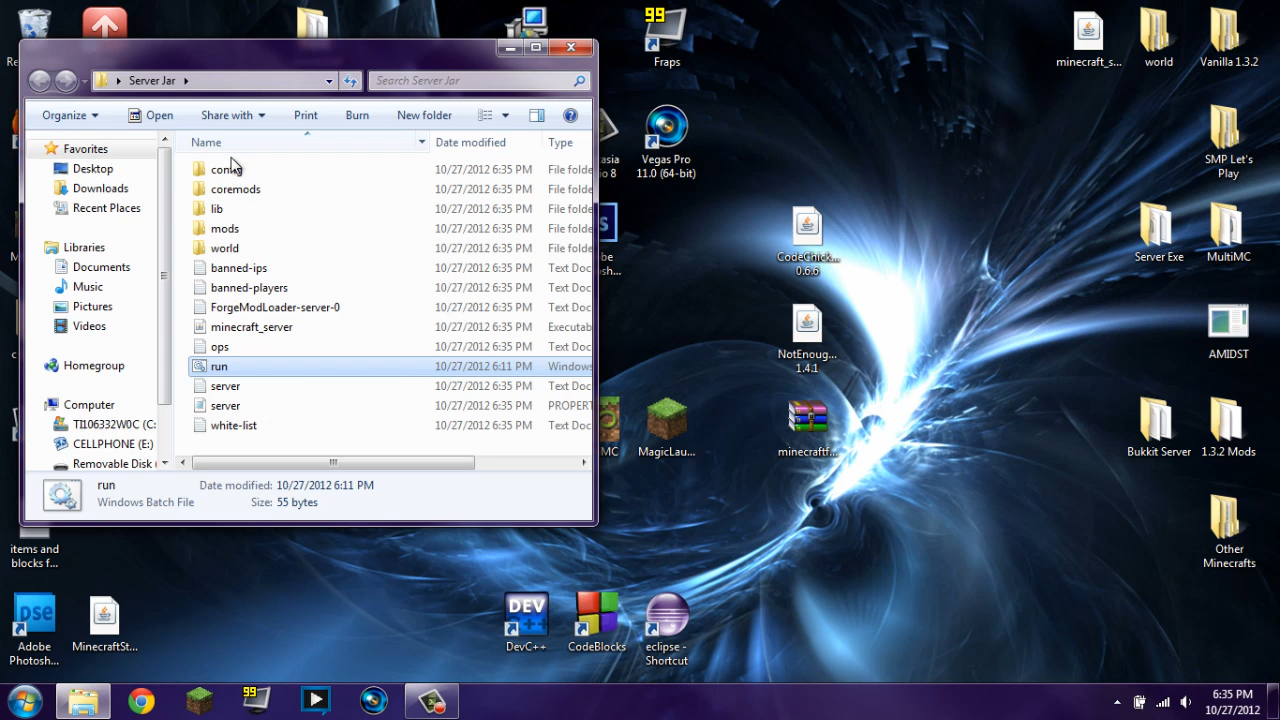 99
Re
Fraps
minecraft_s...
world
Vanilla 1.3.2
Server Jar
Search Server Jar
Organize
Open
Share with
Print
Burn
New folder
Name
Date modified
Type
Favorites
Desktop
Downloads
Recent Places
Libraries
Documents
Music
Pictures
Videos
Homegroup
Computer
TI106332W0C (C:
CELLPHONE (E:)
Removable Disk (
10/27/2012 6:35 PM
File folde
coremods
10/27/2012 6:35 PM
File folde
lib
10/27/2012 6:35 PM
File folde
mods
10/27/2012 6:35 PM
File folde
world
10/27/2012 6:35 PM
File folde
banned-ips
10/27/2012 6:35 PM
Text Doc
banned-players
10/27/2012 6:35 PM
Text Doc
ForgeModLoader-server-0
10/27/2012 6:35 PM
Text Doc
minecraft_server
10/27/2012 6:35 PM
Executab
ops
10/27/2012 6:35 PM
Text Doc
run
10/27/2012 6:11 PM
Windows
server
10/27/2012 6:35 PM
Text Doc
server
10/27/2012 6:35 PM
PROPERT
white-list
10/27/2012 6:35 PM
Text Doc
run
Date modified: 10/27/2012 6:11 PM
Windows Batch File
Size: 55 bytes
asia
io 8
Vegas Pro
11.0 (64-bit)
SMP Let's
Play
s
be
sh...
CodeChick...
0.6.6
Server Exe
MultiMC
NotEnoug...
1.4.1
AMIDST
MC
MagicLau...
minecraftf...
Bukkit Server
1.3.2 Mods
items and
blocks f...
Other
Minecrafts
pse
Adobe
Photosh...
MinecraftSt...
DEV
C++
DevC++
CodeBlocks
eclipse -
Shortcut
99
6:35 PM
10/27/2012